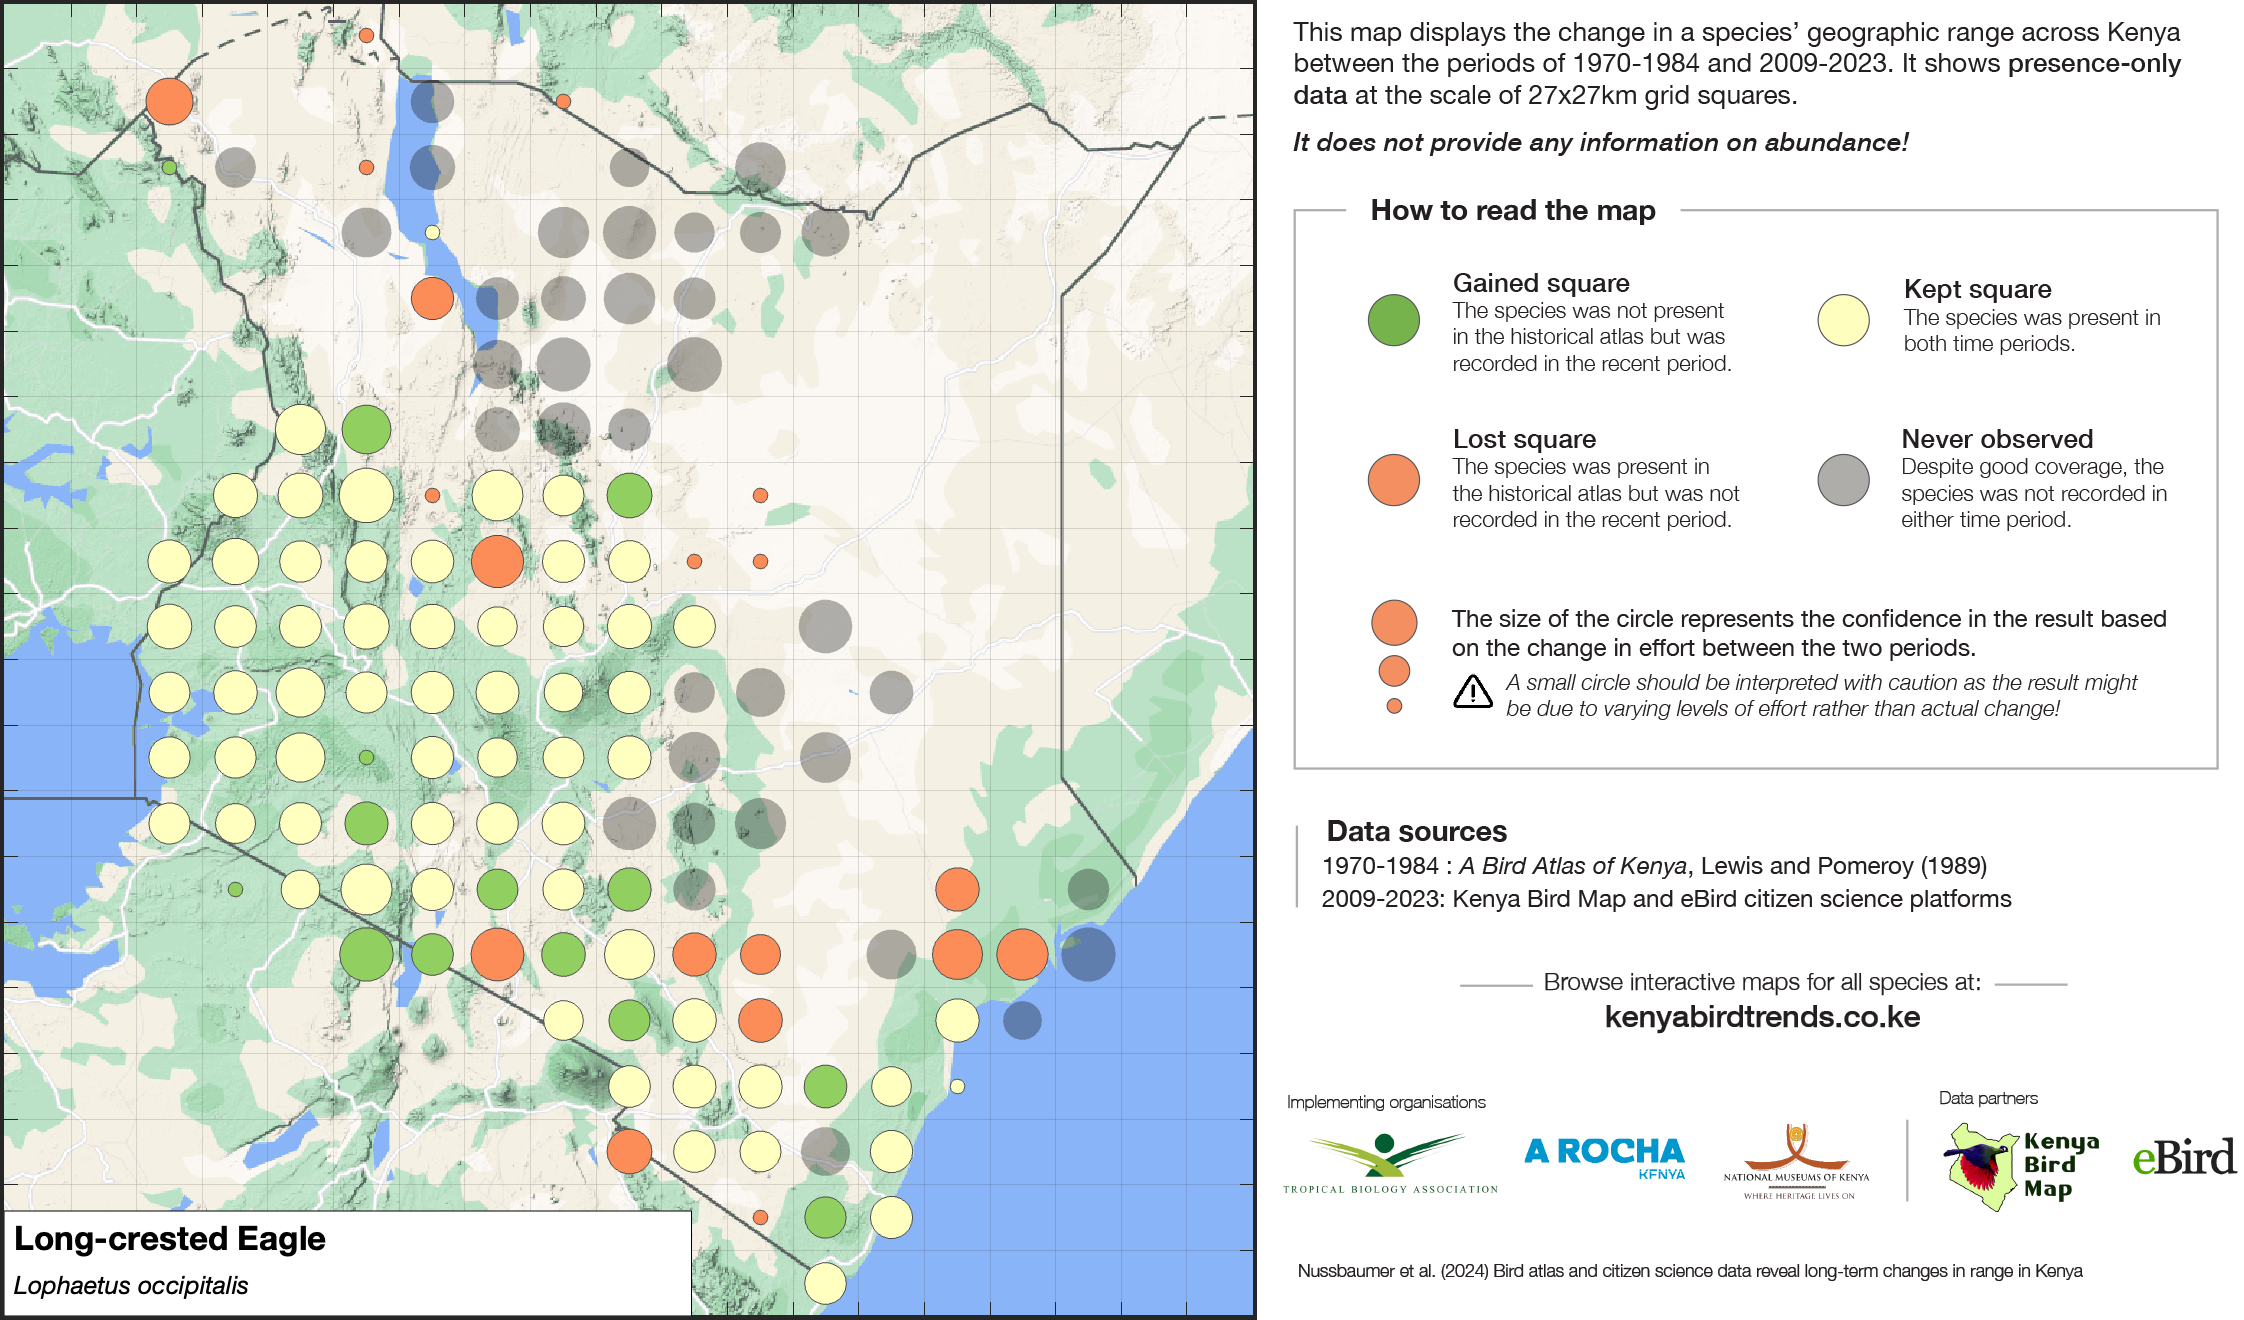 This map displays the change in a species’ geographic range across Kenya
between the periods of 1970-1984 and 2009-2023. It shows presence-only
data at the scale of 27x27km grid squares.
It does not provide any information on abundance!
How to read the map
Gained square
The species was not present
in the historical atlas but was
recorded in the recent period.
Kept square
The species was present in
both time periods.
Lost square
The species was present in
the historical atlas but was not
recorded in the recent period.
Never observed
Despite good coverage, the
species was not recorded in
either time period.
The size of the circle represents the confidence in the result based
on the change in effort between the two periods.
A small circle should be interpreted with caution as the result might
be due to varying levels of effort rather than actual change!
Data sources
1970-1984 : A Bird Atlas of Kenya, Lewis and Pomeroy (1989)
2009-2023: Kenya Bird Map and eBird citizen science platforms
Browse interactive maps for all species at:
kenyabirdtrends.co.ke
Implementing organisations
Data partners
TROPICAL BIOLOGY ASSOCIATION
A ROCHA
KENYA
NATIONAL MUSEUMS OF KENYA
WHERE HERITAGE LIVES ON
Kenya
Bird
Map
eBird
Nussbaumer et al. (2024) Bird atlas and citizen science data reveal long-term changes in range in Kenya
Long-crested Eagle
Lophaetus occipitalis